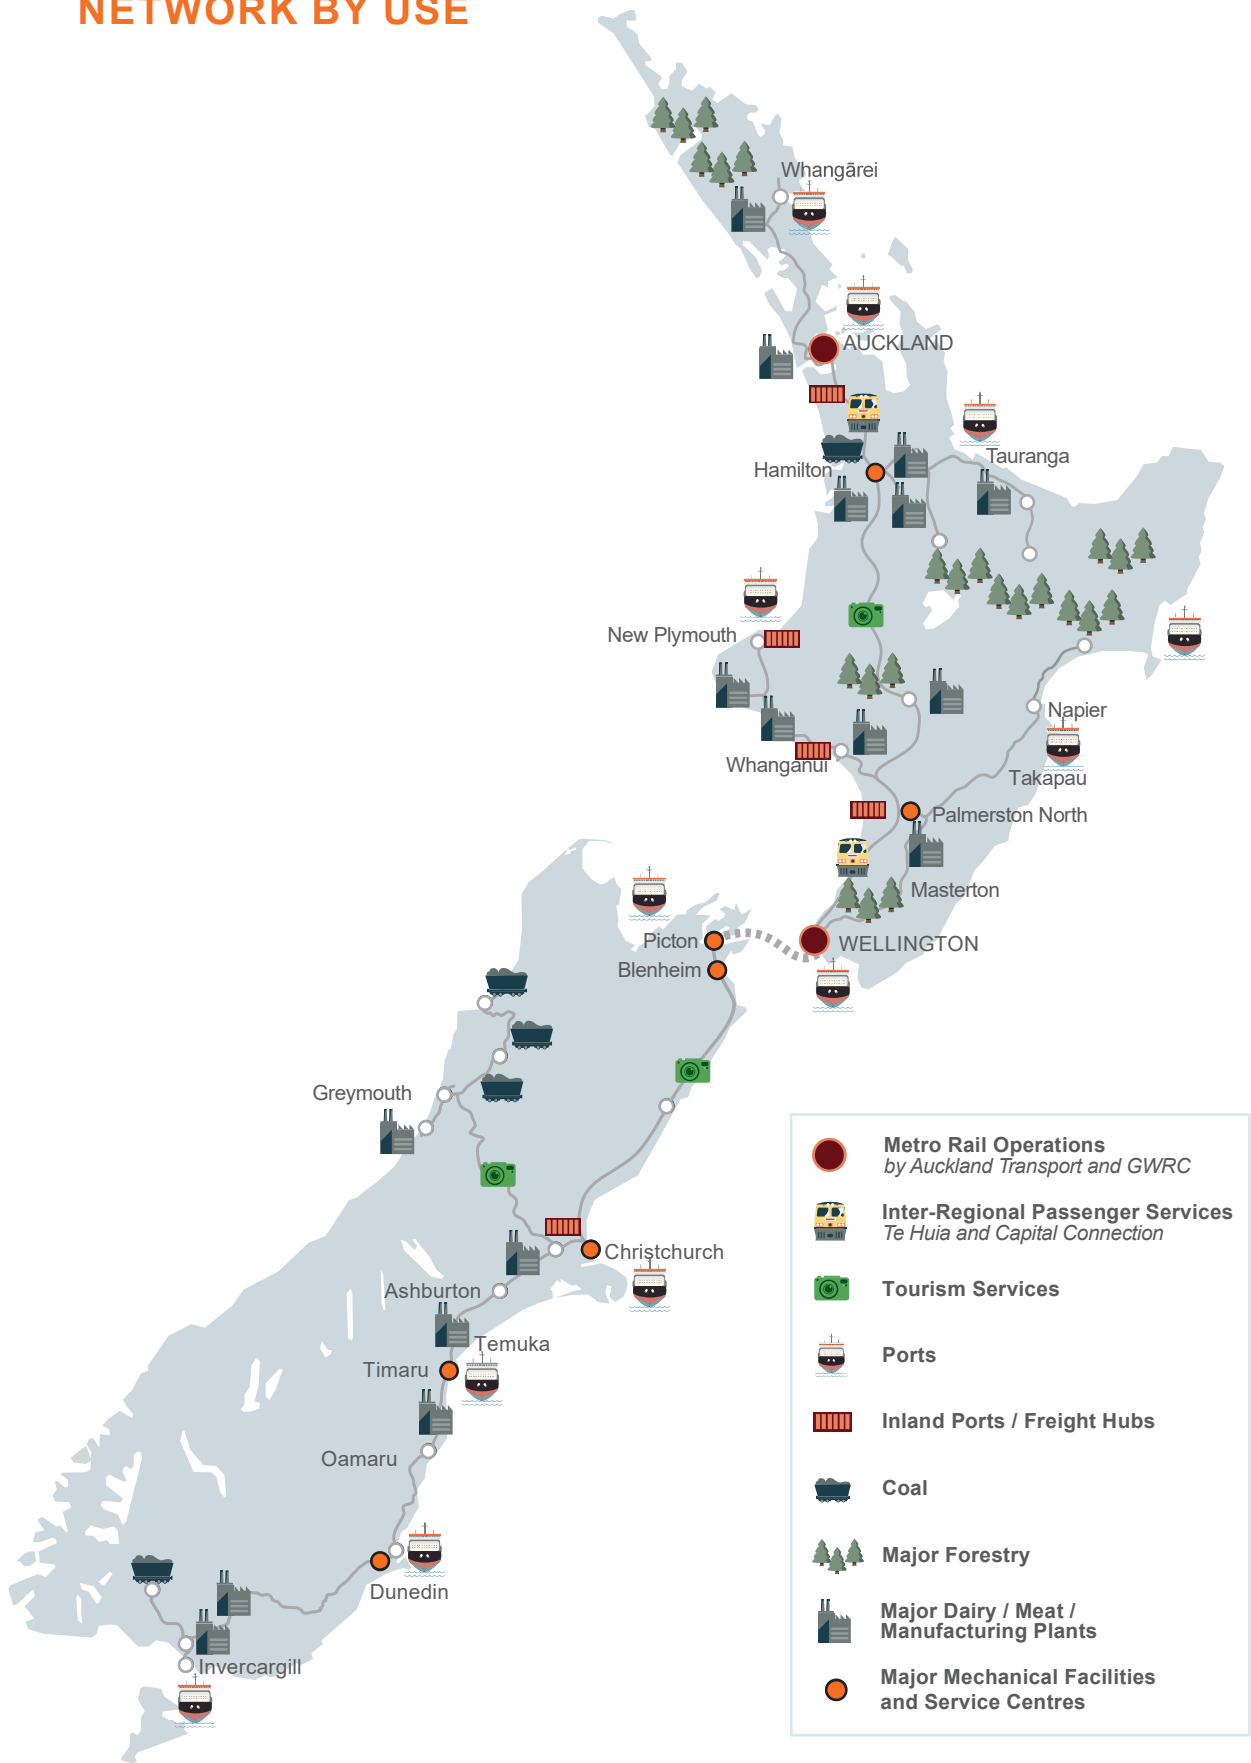 NETWORK BY USE
Whangārei
AUCKLAND
Tauranga
Hamilton
New Plymouth
Napier
Whanganui
Takapau
Palmerston North
Masterton
Picton
WELLINGTON
Blenheim
Greymouth
Christchurch
Ashburton
Temuka
Timaru
Oamaru
Dunedin
Invercargill
Metro Rail Operations
by Auckland Transport and GWRC
Inter-Regional Passenger Services
Te Huia and Capital Connection
Tourism Services
Ports
Inland Ports / Freight Hubs
Coal
Major Forestry
Major Dairy / Meat /
Manufacturing Plants
Major Mechanical Facilities
and Service Centres